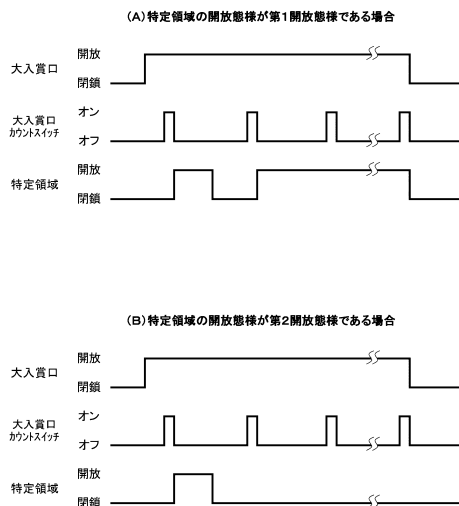 (A)特定領域の開放態様が第1開放態様である場合
開放
大入賞口
閉鎖
オン
大入賞口
カウントスイッチ
オフ
開放
特定領域
閉鎖
(B)特定領域の開放態様が第2開放態様である場合
開放
大入賞口
閉鎖
オン
大入賞口
カウントスイッチ
オフ
開放
特定領域
閉鎖